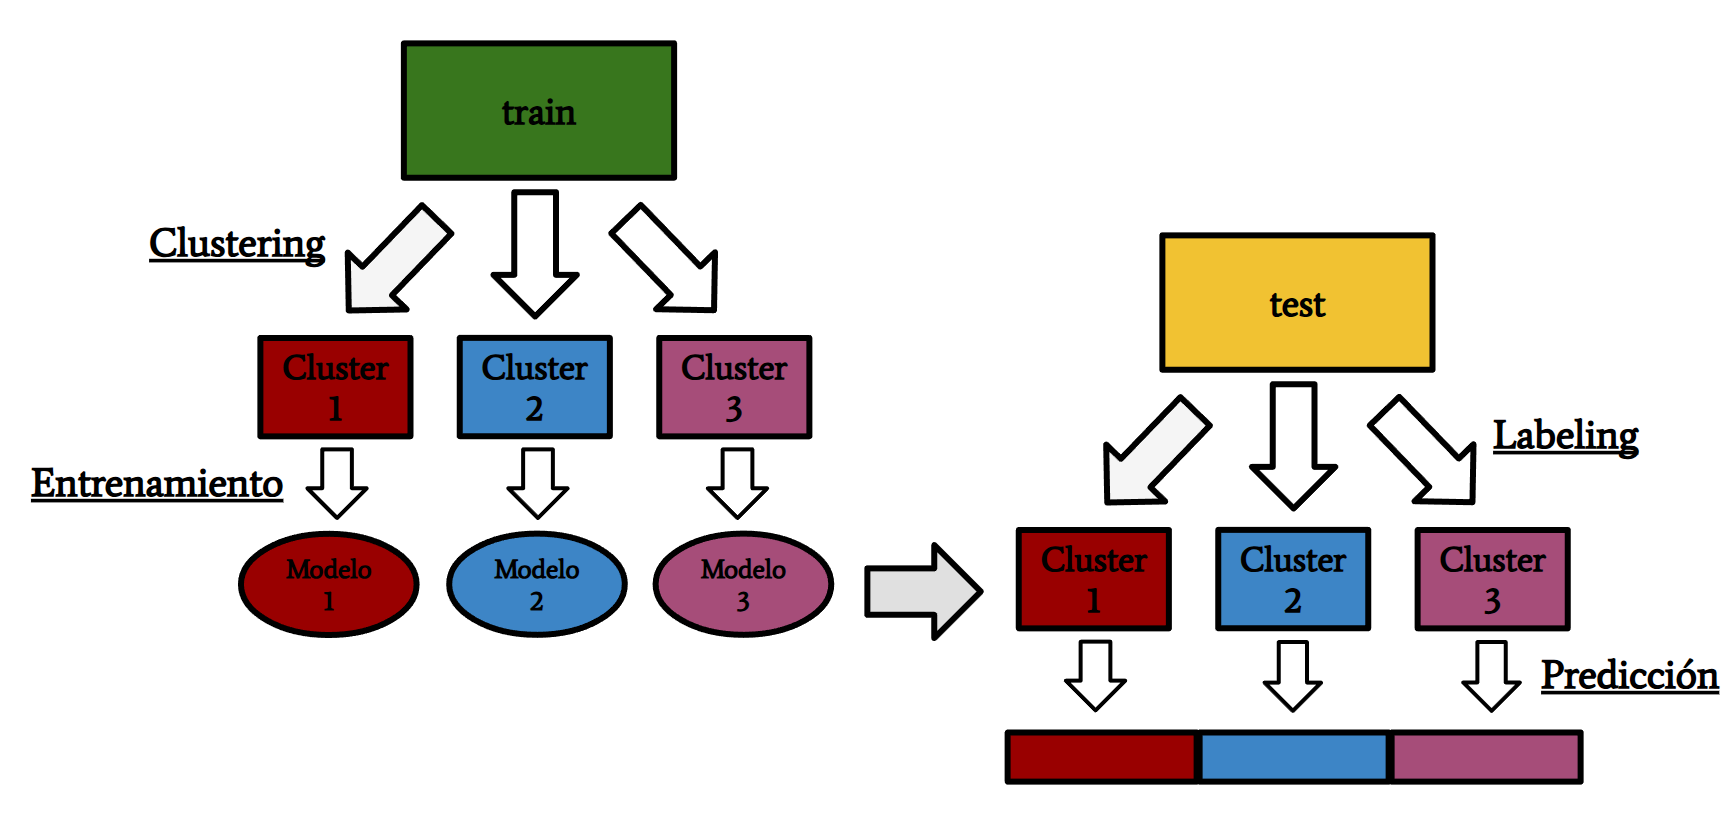 train
Clustering
Cluster
1
Cluster
2
Cluster
3
Entrenamiento
Modelo
1
Modelo
2
Modelo
3
test
Labeling
Cluster
1
Cluster
2
Cluster
3
Predicción